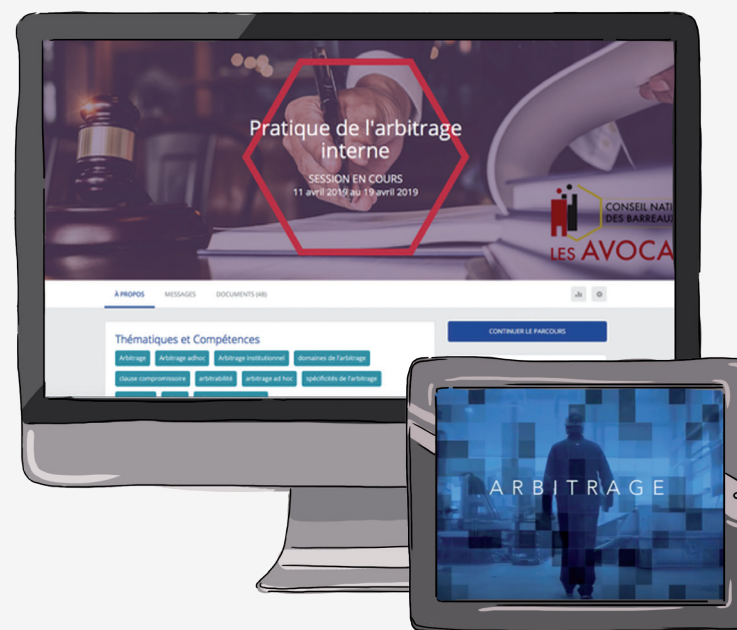 Pratique de l'arbitrage
interne
SESSION EN COURS
11 avril 2019 au 19 avril 2019
CONSEIL NATI
DES BARREAU
LES AVOCA
À PROPOS MESSAGES DOCUMENTS (48)
Thématiques et Compétences
CONTINUER LE PARCOURS
Arbitrage Arbitrage adhoc Arbitrage institutionnel domaines de l'arbitrage
clause compromissoire arbitrabilité arbitrage ad hoc spécificités de l'arbitrage
ARBITRAGE